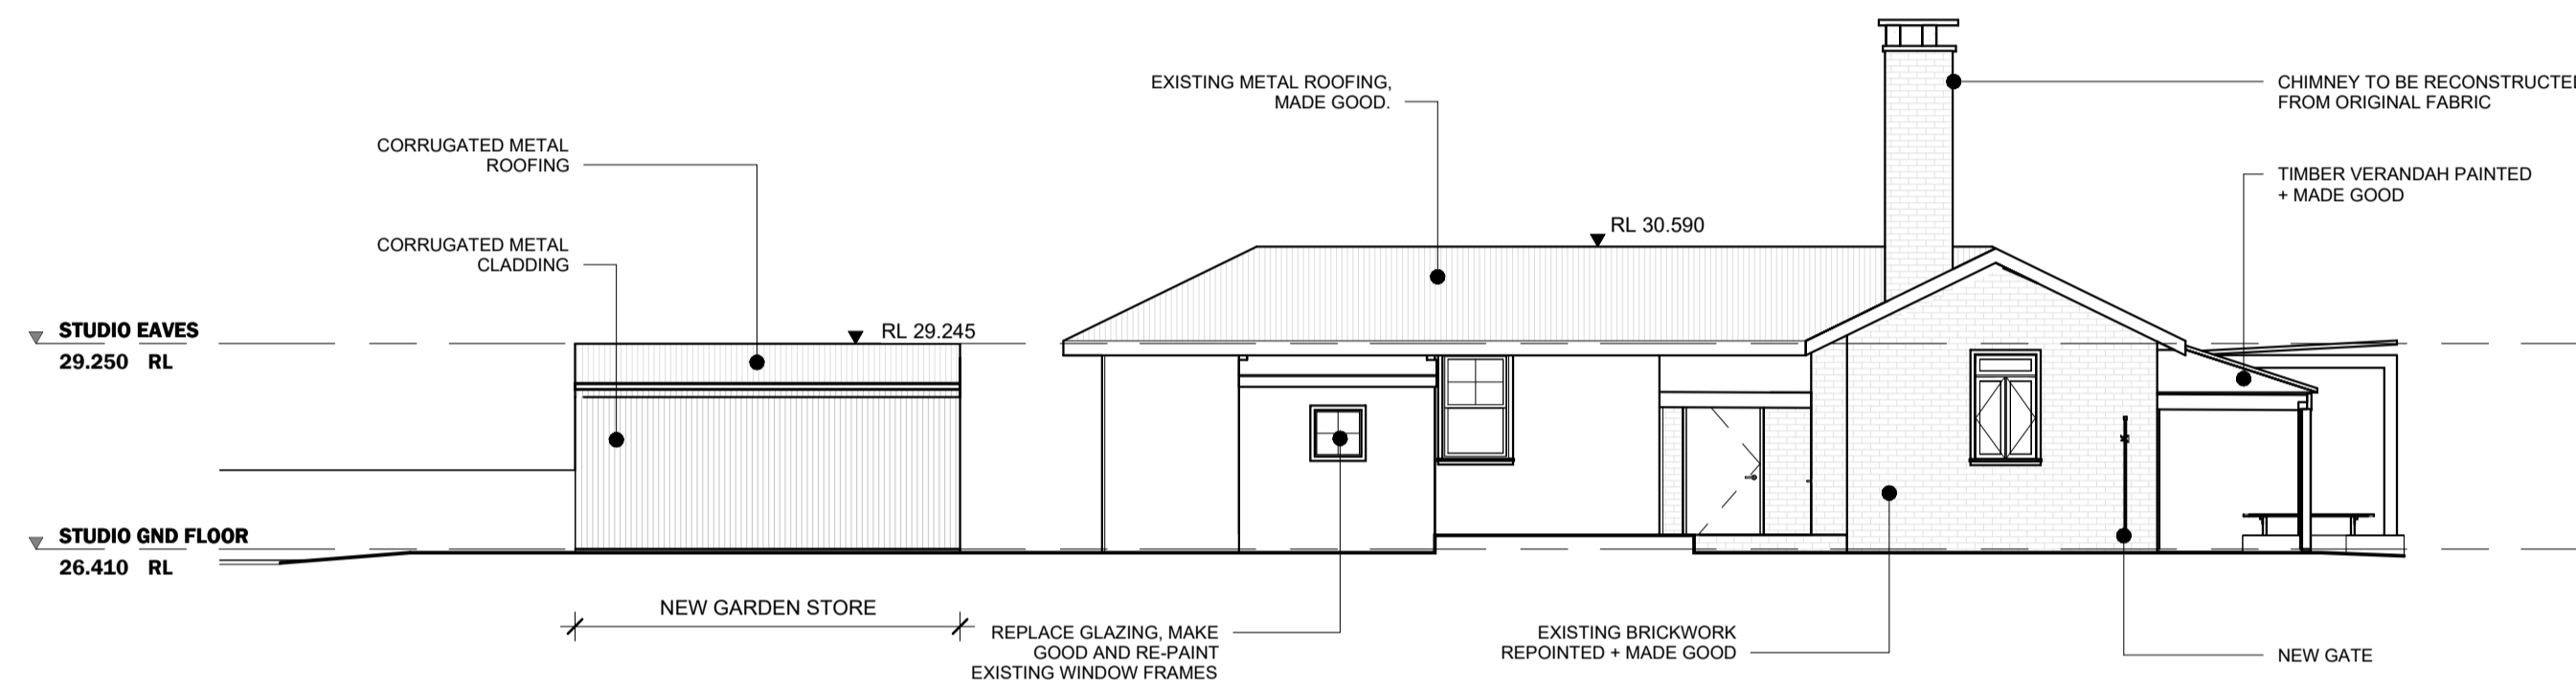 EXISTING METAL ROOFING,
MADE GOOD.
CHIMNEY TO BE RECONSTRUCTED
FROM ORIGINAL FABRIC
CORRUGATED METAL
ROOFING
TIMBER VERANDAH PAINTED
+ MADE GOOD
RL 30.590
CORRUGATED METAL
CLADDING
STUDIO EAVES
29.250 RL
RL 29.245
STUDIO GND FLOOR
26.410 RL
NEW GARDEN STORE
REPLACE GLAZING, MAKE
GOOD AND RE-PAINT
EXISTING WINDOW FRAMES
EXISTING BRICKWORK
REPOINTED + MADE GOOD
NEW GATE